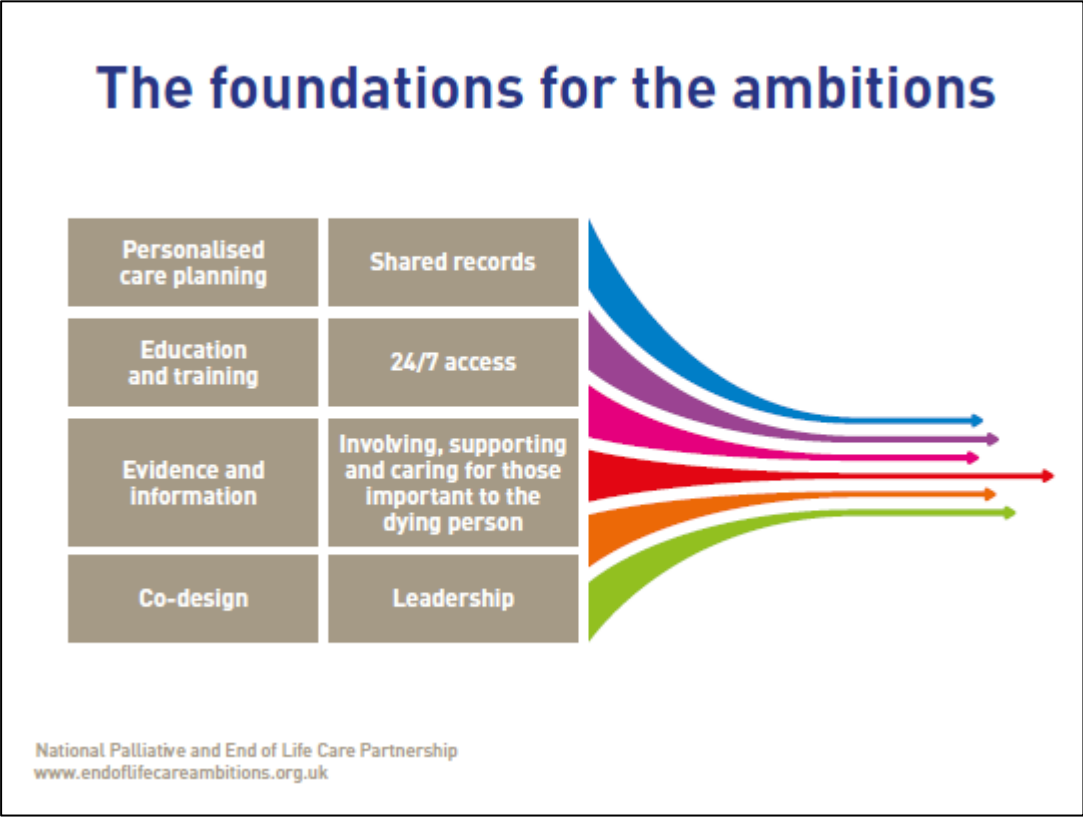 The foundations for the ambitions
Personalised
care planning
Shared records
Education
and training
24/7 access
Evidence and
information
Involving, supporting
and caring for those
important to the
dying person
Co-design
Leadership
National Palliative and End of Life Care Partnership
www.endoflifecareambitions.org.uk